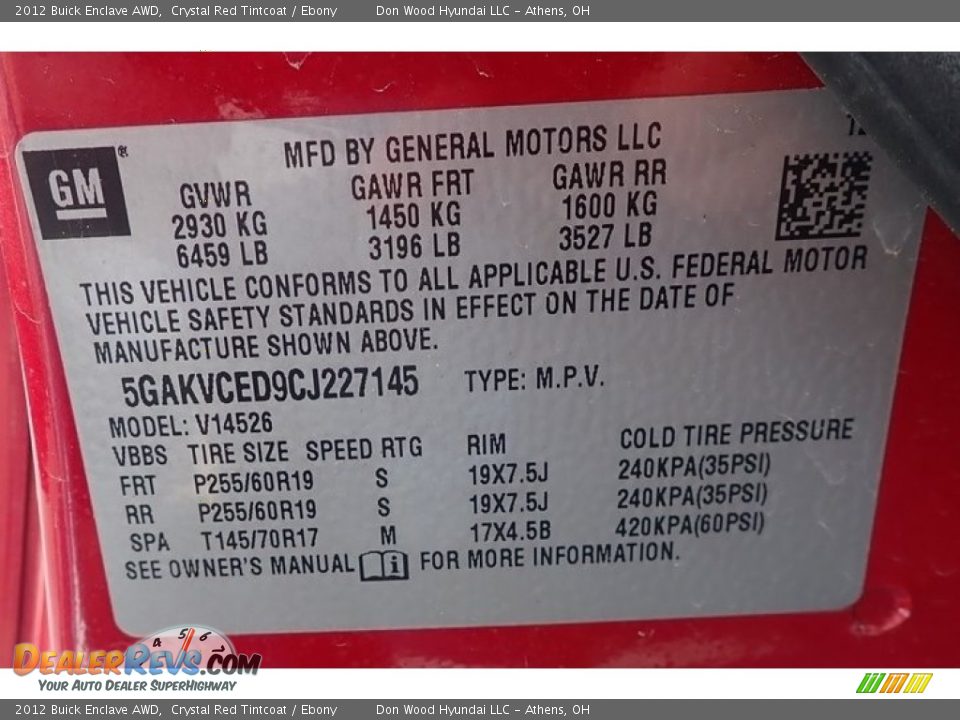 2012 Buick Enclave AWD, Crystal Red Tintcoat / Ebony Don Wood Hyundai LLC - Athens, OH
GM®
MFD BY GENERAL MOTORS LLC
GVWR GAWR FRT GAWR RR
2930 KG 1450 KG 1600 KG
6459 LB 3196 LB 3527 LB
THIS VEHICLE CONFORMS TO ALL APPLICABLE U.S. FEDERAL MOTOR
VEHICLE SAFETY STANDARDS IN EFFECT ON THE DATE OF
MANUFACTURE SHOWN ABOVE.
5GAKVCED9CJ227145 TYPE: M.P.V.
MODEL: V14526
VBBS TIRE SIZE SPEED RTG RIM COLD TIRE PRESSURE
FRT P255/60R19 S 19X7.5J 240KPA(35PSI)
RR P255/60R19 S 19X7.5J 240KPA(35PSI)
SPA T145/70R17 M 17X4.5B 420KPA(60PSI)
SEE OWNER'S MANUAL i FOR MORE INFORMATION.
4 5 6
DEALERREVS.COM
YOUR AUTO DEALER SUPERHIGHWAY
2012 Buick Enclave AWD, Crystal Red Tintcoat / Ebony Don Wood Hyundai LLC - Athens, OH